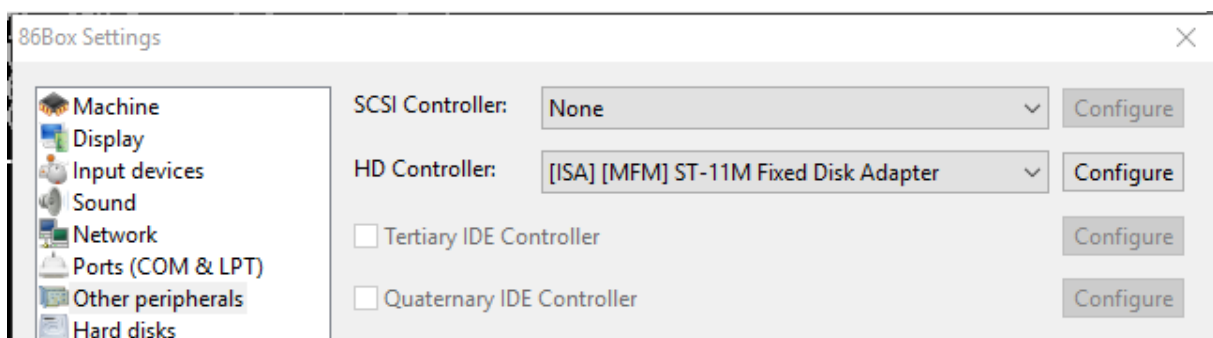 86Box Settings
Machine
Display
Input devices
Sound
Network
Ports (COM & LPT)
Other peripherals
Hard disks
SCSI Controller: None Configure
HD Controller: [ISA] [MFM] ST-11M Fixed Disk Adapter Configure
Tertiary IDE Controller Configure
Quaternary IDE Controller Configure